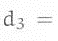 d₃ =